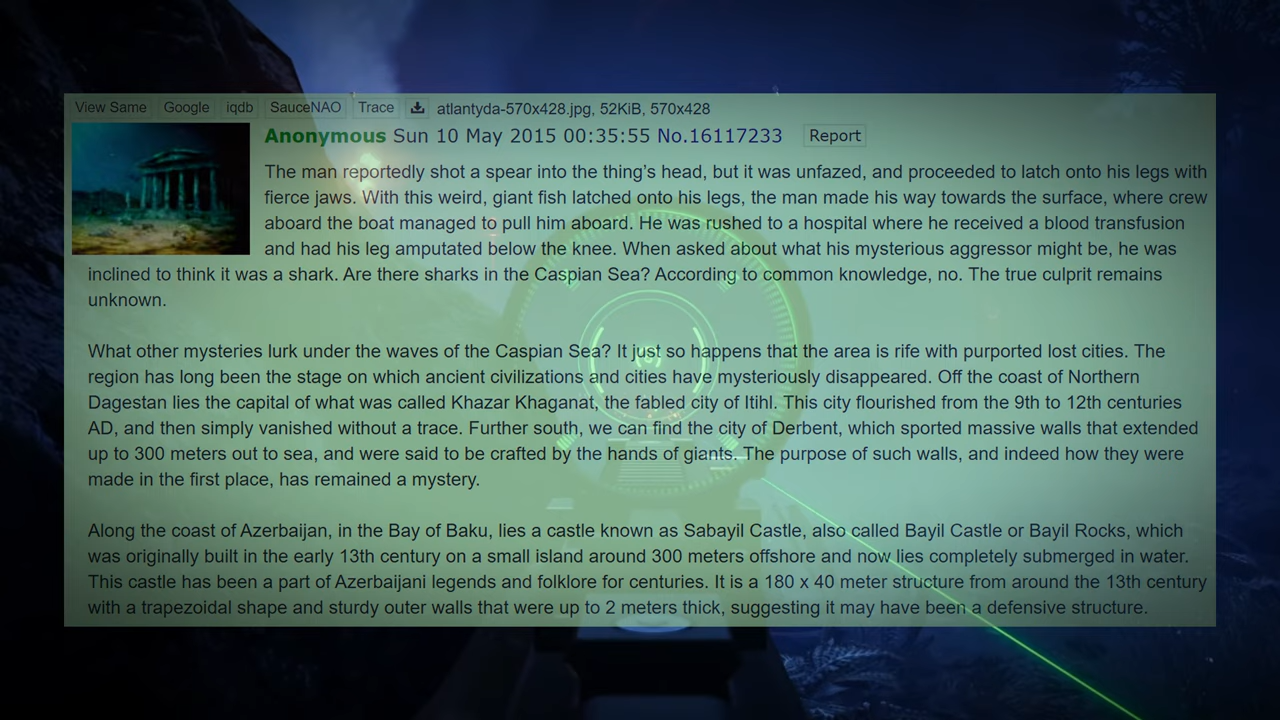 View Same Google iqdb SauceNAO Trace atlantyda-570x428.jpg, 52KiB, 570x428
Anonymous Sun 10 May 2015 00:35:55 No.16117233 Report
The man reportedly shot a spear into the thing's head, but it was unfazed, and proceeded to latch onto his legs with
fierce jaws. With this weird, giant fish latched onto his legs, the man made his way towards the surface, where crew
aboard the boat managed to pull him aboard. He was rushed to a hospital where he received a blood transfusion
and had his leg amputated below the knee. When asked about what his mysterious aggressor might be, he was
inclined to think it was a shark. Are there sharks in the Caspian Sea? According to common knowledge, no. The true culprit remains
unknown.
What other mysteries lurk under the waves of the Caspian Sea? It just so happens that the area is rife with purported lost cities. The
region has long been the stage on which ancient civilizations and cities have mysteriously disappeared. Off the coast of Northern
Dagestan lies the capital of what was called Khazar Khaganat, the fabled city of Itihl. This city flourished from the 9th to 12th centuries
AD, and then simply vanished without a trace. Further south, we can find the city of Derbent, which sported massive walls that extended
up to 300 meters out to sea, and were said to be crafted by the hands of giants. The purpose of such walls, and indeed how they were
made in the first place, has remained a mystery.
Along the coast of Azerbaijan, in the Bay of Baku, lies a castle known as Sabayil Castle, also called Bayil Castle or Bayil Rocks, which
was originally built in the early 13th century on a small island around 300 meters offshore and now lies completely submerged in water.
This castle has been a part of Azerbaijani legends and folklore for centuries. It is a 180 x 40 meter structure from around the 13th century
with a trapezoidal shape and sturdy outer walls that were up to 2 meters thick, suggesting it may have been a defensive structure.